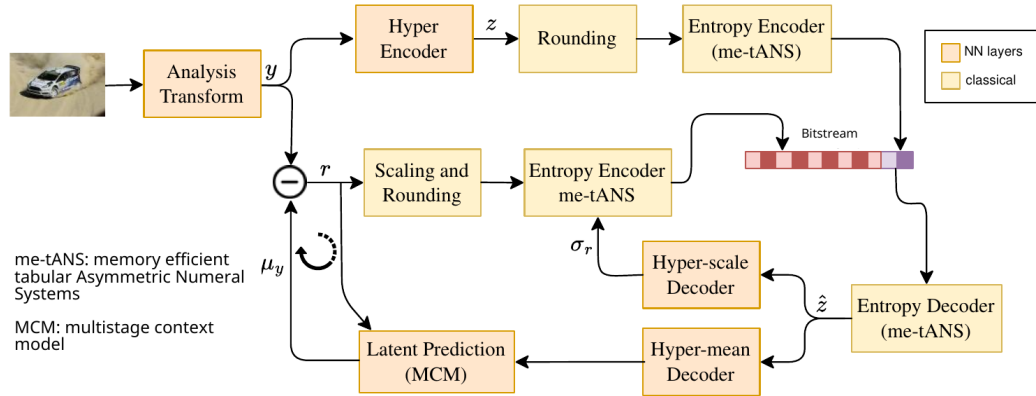 Hyper
Encoder
z
Rounding
Entropy Encoder
(me-tANS)
NN layers
classical
Analysis
Transform
y
Bitstream
r
Scaling and
Rounding
Entropy Encoder
me-tANS
σr
μy
me-tANS: memory efficient
tabular Asymmetric Numeral
Systems
MCM: multistage context
model
Hyper-scale
Decoder
ẑ
Entropy Decoder
(me-tANS)
Latent Prediction
(MCM)
Hyper-mean
Decoder